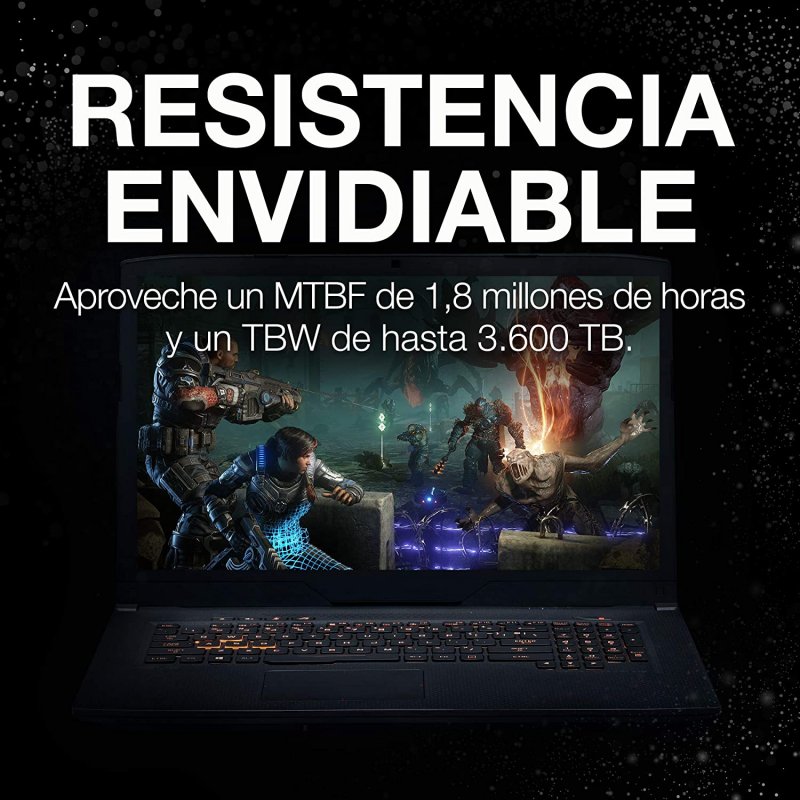 RESISTENCIA
ENVIDIABLE
Aproveche un MTBF de 1,8 millones de horas
y un TBW de hasta 3.600 TB.